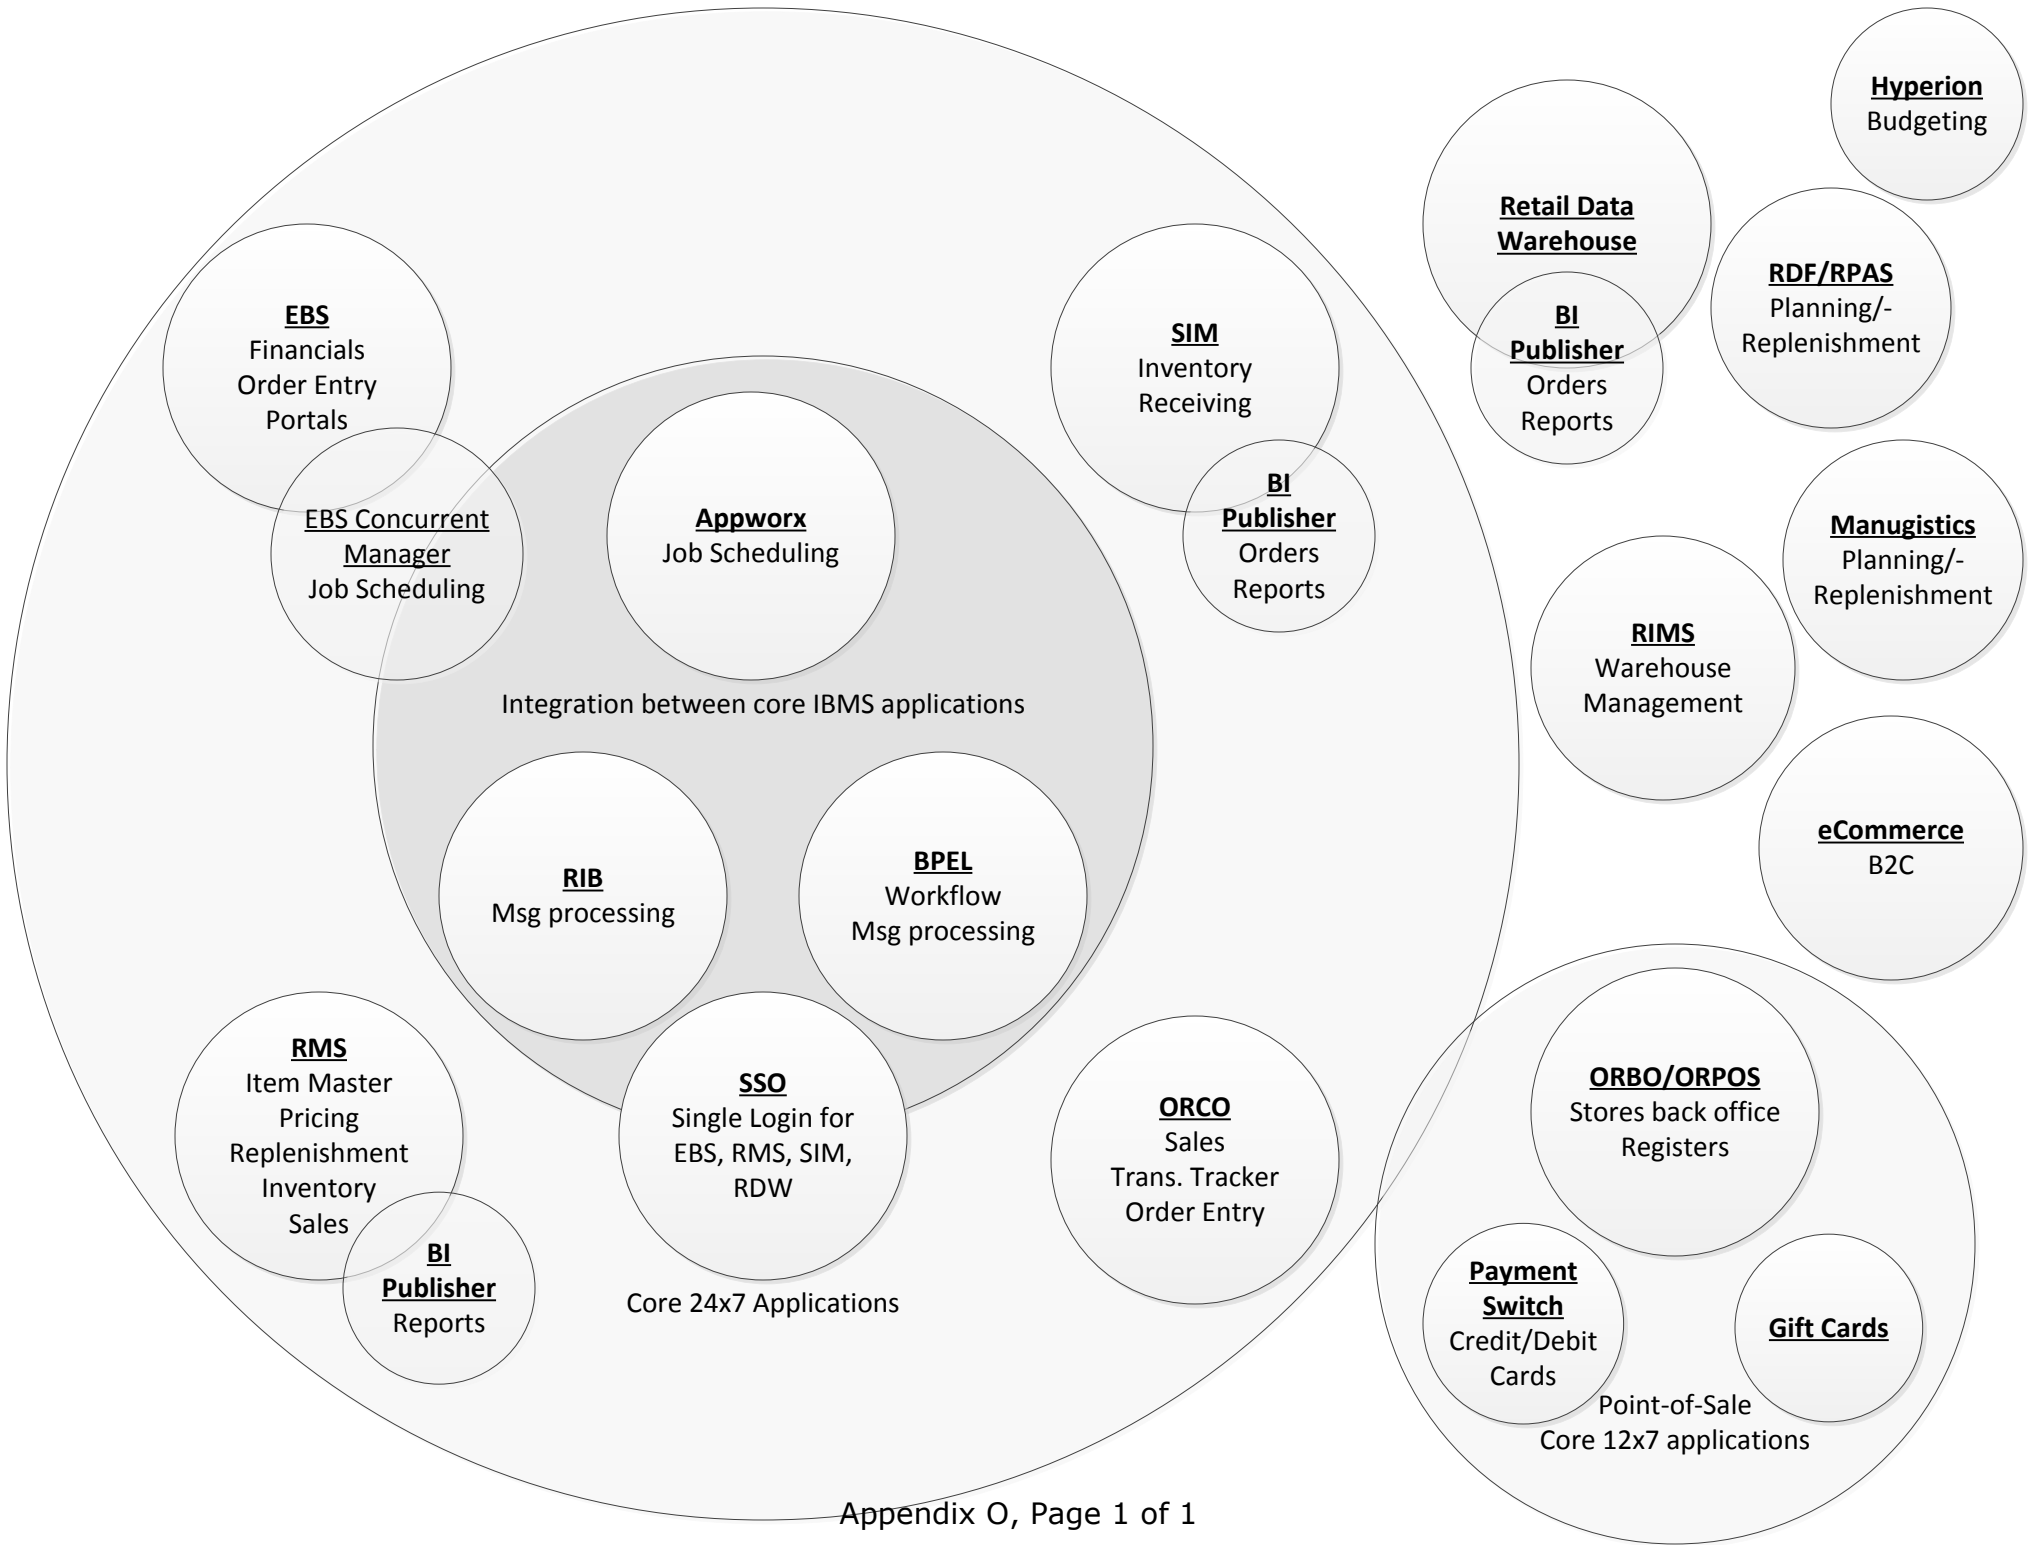 Hyperion
Budgeting
Retail Data
Warehouse
BI
Publisher
Orders
Reports
RDF/RPAS
Planning/-
Replenishment
EBS
Financials
Order Entry
Portals
EBS Concurrent
Manager
Job Scheduling
Appworx
Job Scheduling
SIM
Inventory
Receiving
BI
Publisher
Orders
Reports
Manugistics
Planning/-
Replenishment
RIMS
Warehouse
Management
Integration between core IBMS applications
RIB
Msg processing
BPEL
Workflow
Msg processing
eCommerce
B2C
RMS
Item Master
Pricing
Replenishment
Inventory
Sales
BI
Publisher
Reports
SSO
Single Login for
EBS, RMS, SIM,
RDW
Core 24x7 Applications
ORCO
Sales
Trans. Tracker
Order Entry
ORBO/ORPOS
Stores back office
Registers
Payment
Switch
Credit/Debit
Cards
Gift Cards
Point-of-Sale
Core 12x7 applications
Appendix O, Page 1 of 1